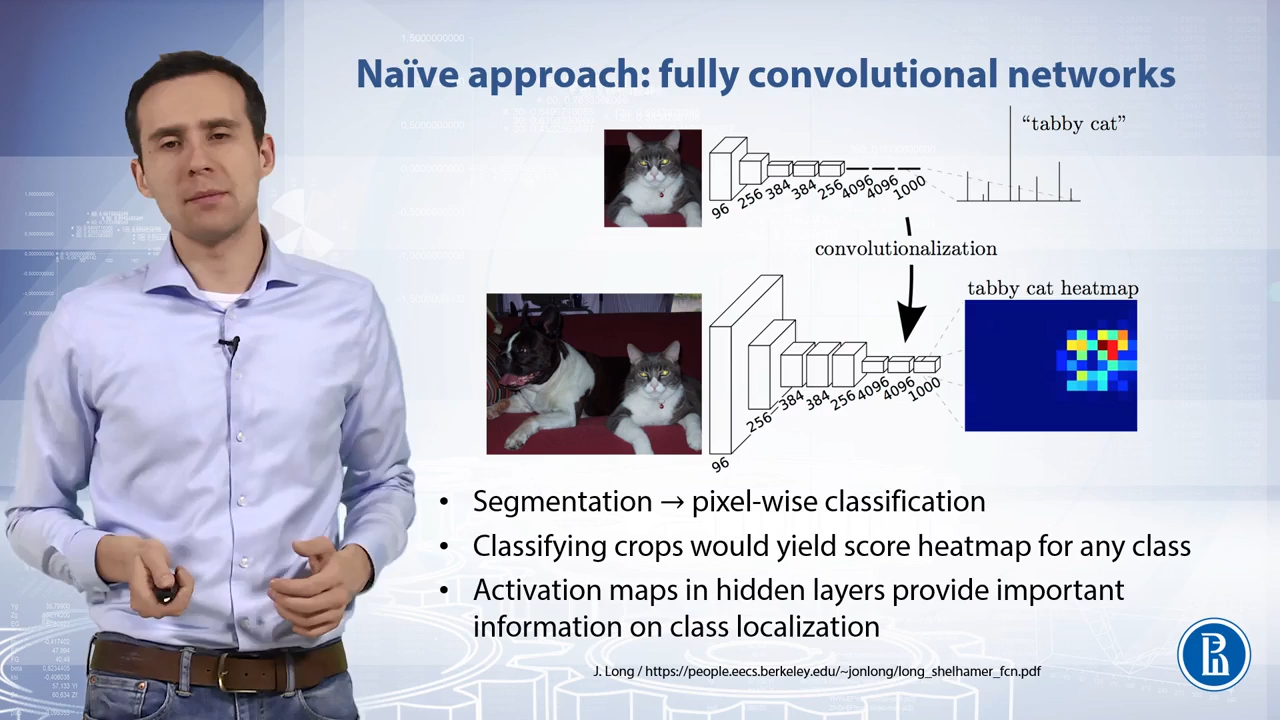 Naïve approach: fully convolutional networks
“tabby cat”
96
256
384
384
256
4096
4096
1000
convolutionalization
tabby cat heatmap
96
256
384
384
256
4096
4096
1000
• Segmentation → pixel-wise classification
• Classifying crops would yield score heatmap for any class
• Activation maps in hidden layers provide important
information on class localization
J. Long / https://people.eecs.berkeley.edu/~jonlong/long_shelhamer_fcn.pdf